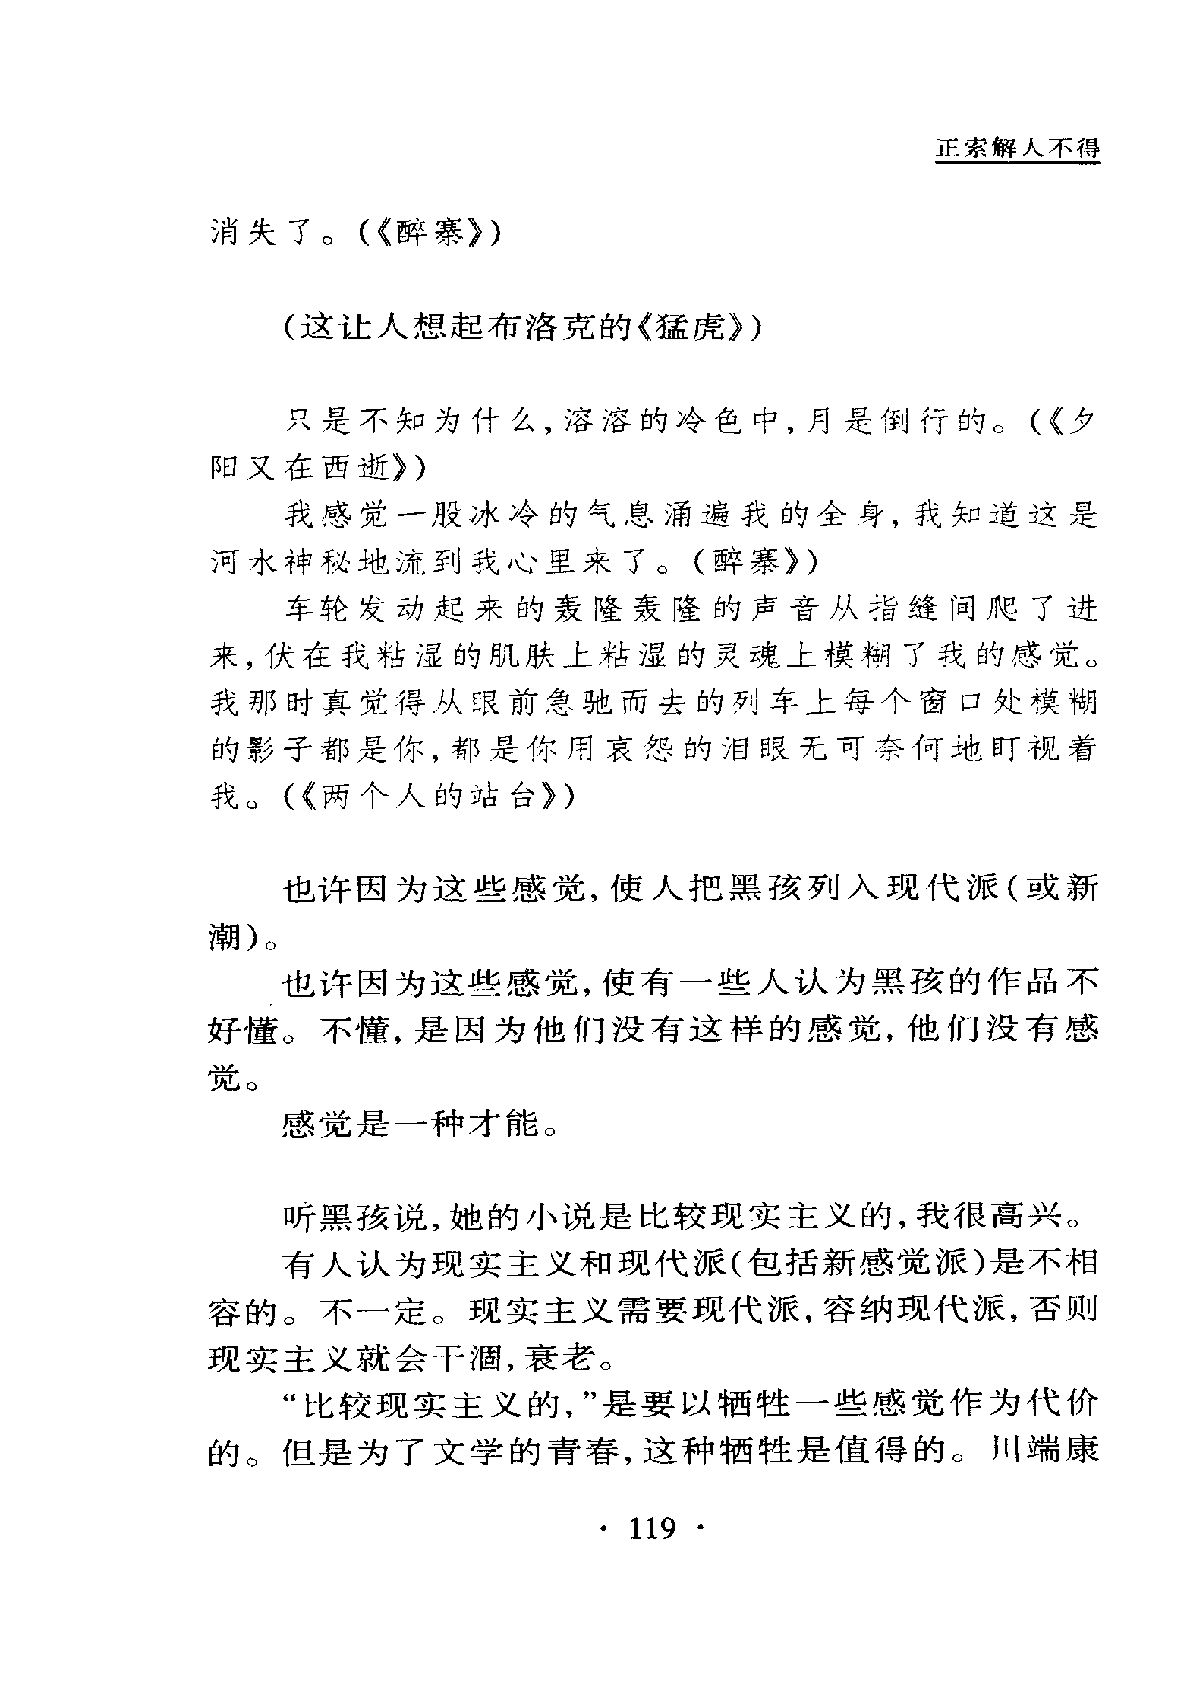 正索解人不得
消失了。(《醉寨》)
(这让人想起布洛克的《猛虎》)
只是不知为什么,溶溶的冷色中,月是倒行的。(《夕
阳又在西逝》)
我感觉一股冰冷的气息涌遍我的全身,我知道这是
河水神秘地流到我心里来了。(醉寨》)
车轮发动起来的轰隆轰隆的声音从指缝间爬了进
来,伏在我粘湿的肌肤上粘湿的灵魂上模糊了我的感觉。
我那时真觉得从眼前急驰而去的列车上每个窗口处模糊
的影子都是你,都是你用哀怨的泪眼无可奈何地盯视着
我。(《两个人的站台》)
也许因为这些感觉,使人把黑孩列入现代派(或新
潮)。
也许因为这些感觉,使有一些人认为黑孩的作品不
好懂。不懂,是因为他们没有这样的感觉,他们没有感
觉。
感觉是一种才能。
听黑孩说,她的小说是比较现实主义的,我很高兴。
有人认为现实主义和现代派(包括新感觉派)是不相
容的。不一定。现实主义需要现代派,容纳现代派,否则
现实主义就会干涸,衰老。
“比较现实主义的,”是要以牺牲一些感觉作为代价
的。但是为了文学的青春,这种牺牲是值得的。川端康
· 119 ·